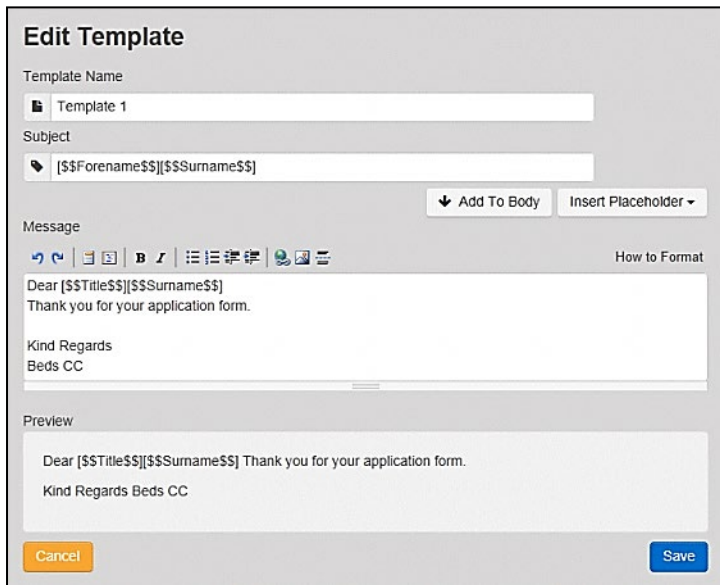 Edit Template
Template Name
Template 1
Subject
[$$Forename$$][$$Surname$$]
Add To Body
Insert Placeholder
Message
B I
How to Format
Dear [$$Title$$][$$Surname$$]
Thank you for your application form.
Kind Regards
Beds CC
Preview
Dear [$$Title$$][$$Surname$$] Thank you for your application form.
Kind Regards Beds CC
Cancel
Save